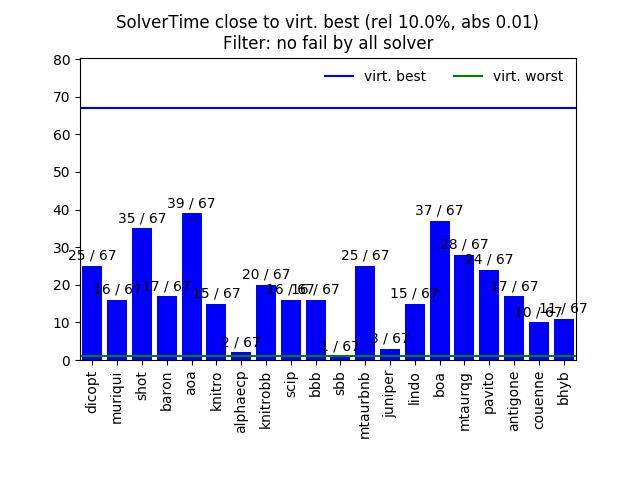 SolverTime close to virt. best (rel 10.0%, abs 0.01)
Filter: no fail by all solver
virt. best
virt. worst
80
70
60
50
40
30
20
10
0
25 / 67
16 / 67
35 / 67
17 / 67
39 / 67
15 / 67
2 / 67
20 / 67
16 / 67
16 / 67
1 / 67
25 / 67
3 / 67
15 / 67
37 / 67
28 / 67
24 / 67
17 / 67
10 / 67
11 / 67
dicopt
muriqui
shot
baron
aoa
knitro
alphaecp
knitrobb
scip
bbb
sbb
mtaurbnb
juniper
lindo
boa
mtaurqg
pavito
antigone
couenne
bhyb